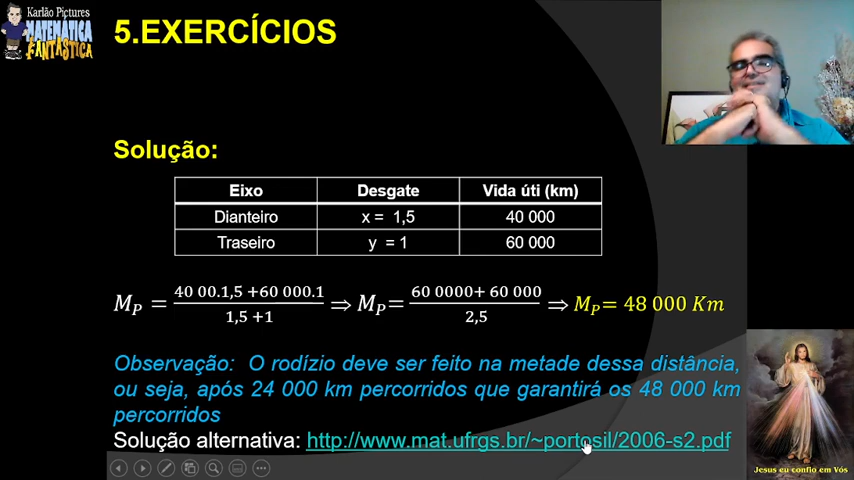 Karlão Pictures
MATEMÁTICA
FANTÁSTICA
5.EXERCÍCIOS
Solução:
Eixo Desgate Vida úti (km)
Dianteiro x = 1,5 40 000
Traseiro y = 1 60 000
M_P = (40 00.1,5 +60 000.1)/(1,5 +1) ⇒ M_P= (60 0000+ 60 000)/(2,5) ⇒ M_P= 48 000 Km
Observação: O rodízio deve ser feito na metade dessa distância,
ou seja, após 24 000 km percorridos que garantirá os 48 000 km
percorridos
Solução alternativa: http://www.mat.ufrgs.br/~portosil/2006-s2.pdf
Jesus eu confio em Vós